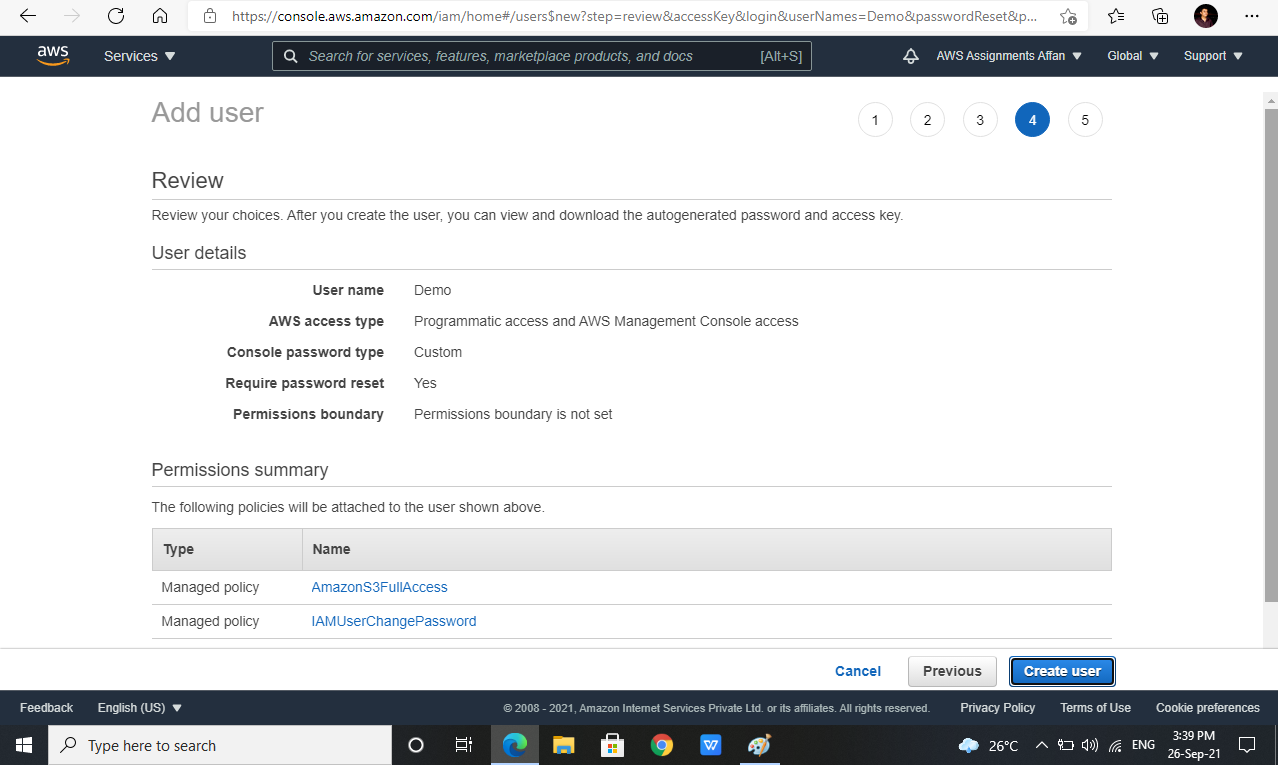 https://console.aws.amazon.com/iam/home#/users$new?step=review&accessKey&login&userNames=Demo&passwordReset&p...
aws Services Search for services, features, marketplace products, and docs [Alt+S] AWS Assignments Affan Global Support
Add user 1 2 3 4 5
Review
Review your choices. After you create the user, you can view and download the autogenerated password and access key.
User details
User name Demo
AWS access type Programmatic access and AWS Management Console access
Console password type Custom
Require password reset Yes
Permissions boundary Permissions boundary is not set
Permissions summary
The following policies will be attached to the user shown above.
Type Name
Managed policy AmazonS3FullAccess
Managed policy IAMUserChangePassword
Cancel Previous Create user
Feedback English (US) © 2008 - 2021, Amazon Internet Services Private Ltd. or its affiliates. All rights reserved. Privacy Policy Terms of Use Cookie preferences
Type here to search W 26°C ENG 3:39 PM
26-Sep-21